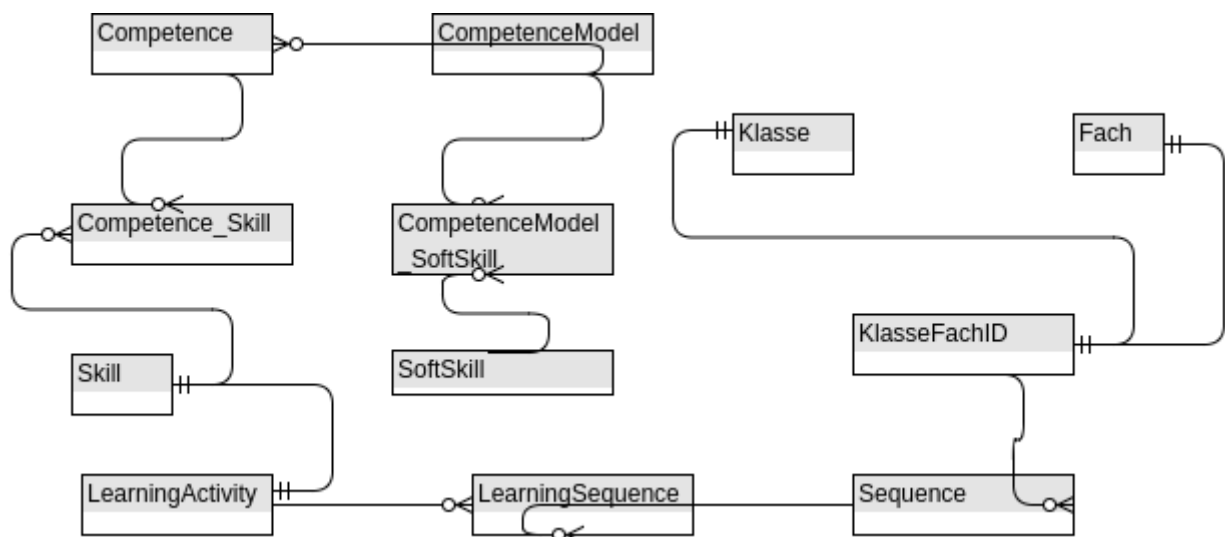 Competence
CompetenceModel
Klasse
Fach
Competence_Skill
CompetenceModel
_SoftSkill
KlasseFachID
Skill
SoftSkill
LearningActivity
LearningSequence
Sequence